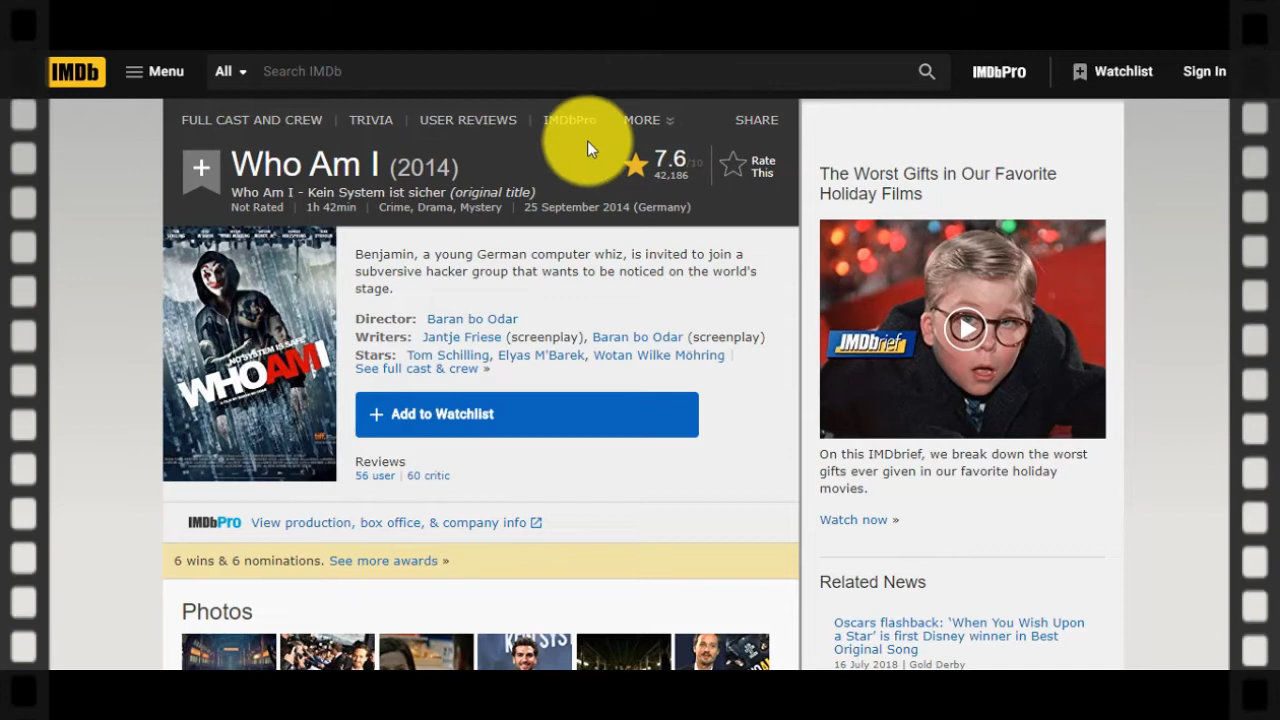 IMDb
Menu
All
Search IMDb
IMDbPro
Watchlist
Sign In
FULL CAST AND CREW | TRIVIA | USER REVIEWS | IMDbPro | MORE
SHARE
Who Am I (2014)
Who Am I - Kein System ist sicher (original title)
Not Rated | 1h 42min | Crime, Drama, Mystery | 25 September 2014 (Germany)
7.6/10
42,186
Rate
This
NO SYSTEM IS SAFE
WHOAMI
tiff.
Benjamin, a young German computer whiz, is invited to join a
subversive hacker group that wants to be noticed on the world's
stage.
Director: Baran bo Odar
Writers: Jantje Friese (screenplay), Baran bo Odar (screenplay)
Stars: Tom Schilling, Elyas M'Barek, Wotan Wilke Möhring |
See full cast & crew »
+ Add to Watchlist
Reviews
56 user | 60 critic
IMDbPro View production, box office, & company info
6 wins & 6 nominations. See more awards »
Photos
The Worst Gifts in Our Favorite
Holiday Films
IMDbrief
On this IMDbrief, we break down the worst
gifts ever given in our favorite holiday
movies.
Watch now »
Related News
Oscars flashback: ‘When You Wish Upon
a Star’ is first Disney winner in Best
Original Song
16 July 2018 | Gold Derby